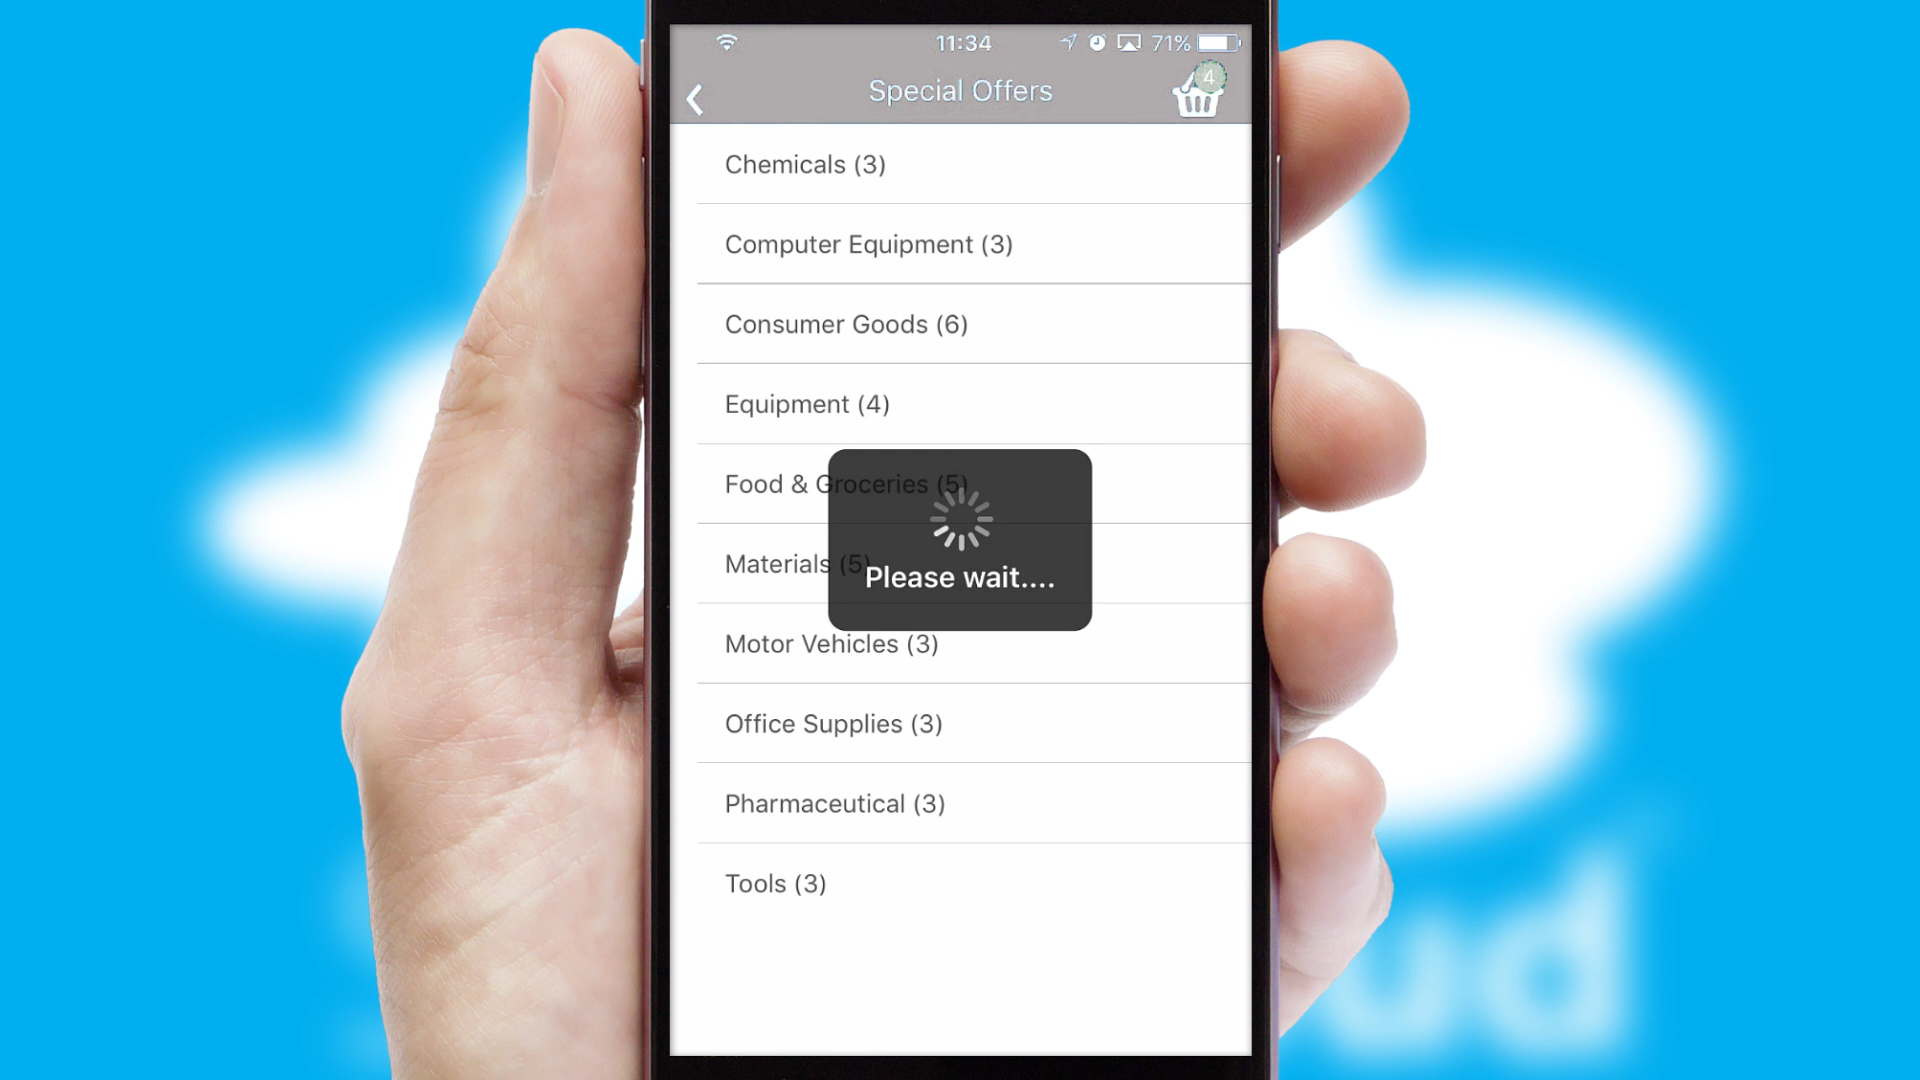 11:34 71%
Special Offers
4
Chemicals (3)
Computer Equipment (3)
Consumer Goods (6)
Equipment (4)
Food & Groceries (5)
Materials (5)
Please wait....
Motor Vehicles (3)
Office Supplies (3)
Pharmaceutical (3)
Tools (3)